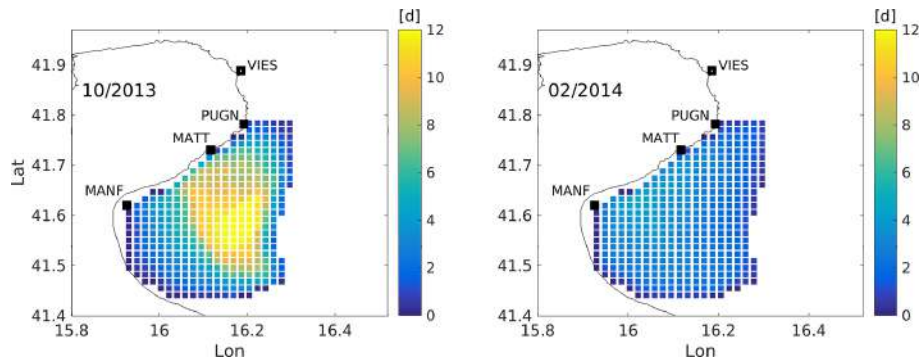 [d]
12
10
8
6
4
2
0
41.9
41.8
41.7
41.6
41.5
41.4
Lat
15.8
16
16.2
16.4
Lon
10/2013
VIES
PUGN
MATT
MANF
[d]
12
10
8
6
4
2
0
41.9
41.8
41.7
41.6
41.5
41.4
15.8
16
16.2
16.4
Lon
02/2014
VIES
PUGN
MATT
MANF